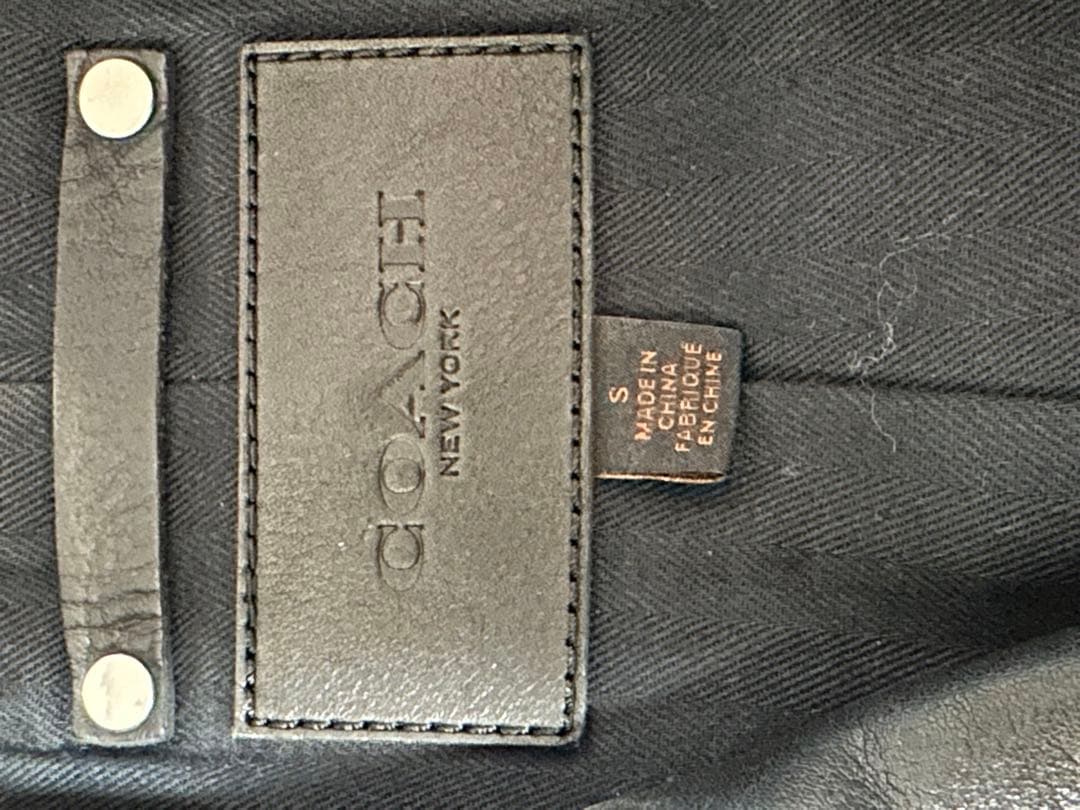 COACH
NEW YORK
S
MADE IN
CHINA
FABRIQUÉ
EN CHINE